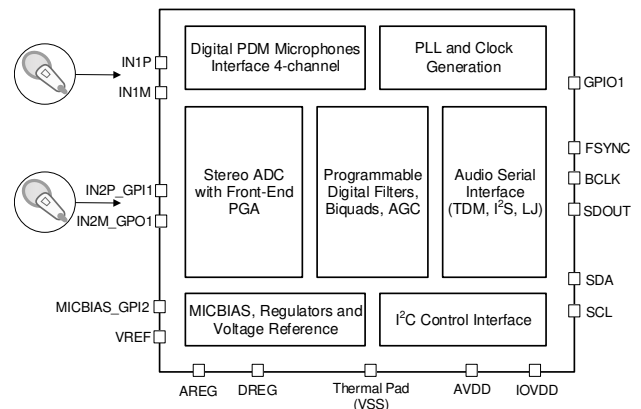 Digital PDM Microphones
Interface 4-channel
PLL and Clock
Generation
IN1P
IN1M
GPIO1
Stereo ADC
with Front-End
PGA
Programmable
Digital Filters,
Biquads, AGC
Audio Serial
Interface
(TDM, I²S, LJ)
FSYNC
BCLK
SDOUT
IN2P_GPI1
IN2M_GPO1
SDA
SCL
MICBIAS_GPI2
VREF
MICBIAS, Regulators and
Voltage Reference
I²C Control Interface
AREG
DREG
Thermal Pad
(VSS)
AVDD
IOVDD